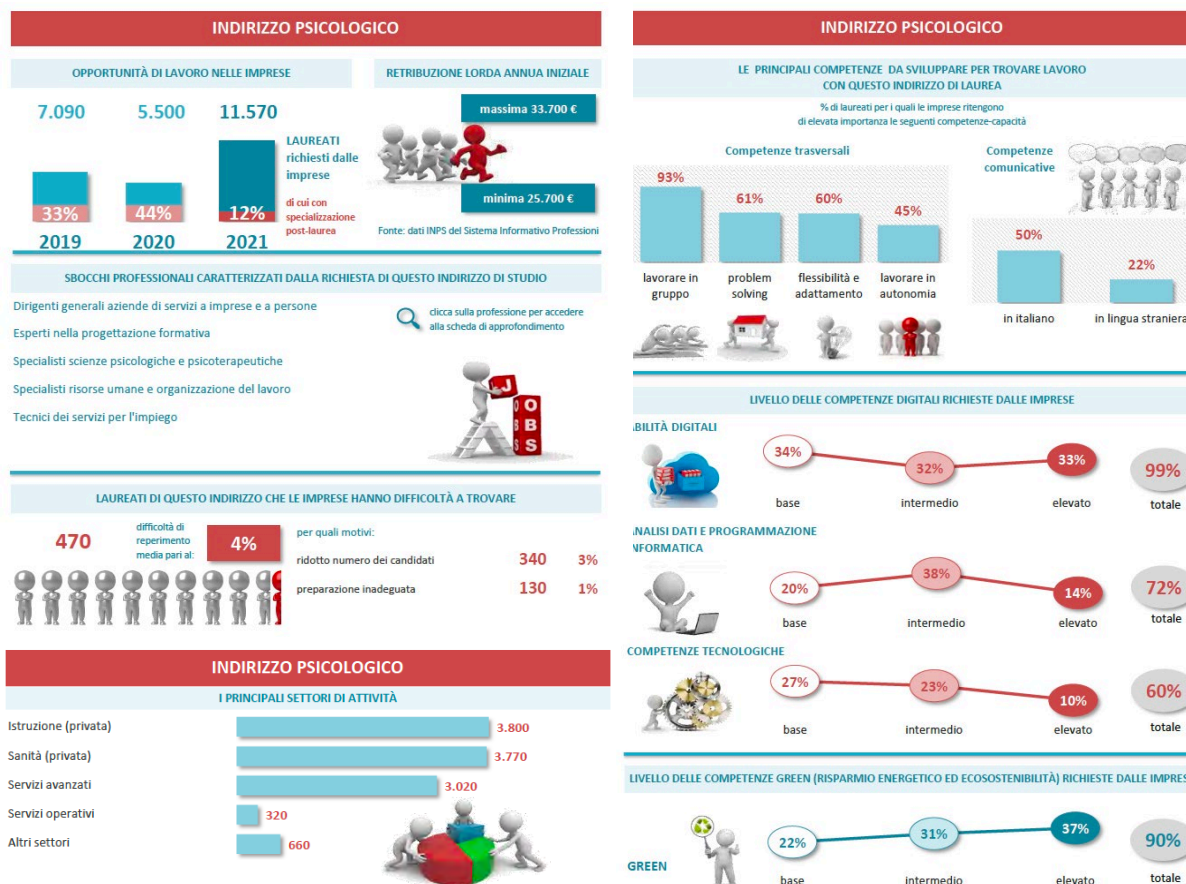 INDIRIZZO PSICOLOGICO
OPPORTUNITÀ DI LAVORO NELLE IMPRESE
7.090 5.500 11.570
LAUREATI
richiesti dalle
imprese
di cui con
specializzazione
post-laurea
33% 44% 12%
2019 2020 2021
RETRIBUZIONE LORDA ANNUA INIZIALE
massima 33.700 €
minima 25.700 €
Fonte: dati INPS del Sistema Informativo Professioni
SBOCCHI PROFESSIONALI CARATTERIZZATI DALLA RICHIESTA DI QUESTO INDIRIZZO DI STUDIO
Dirigenti generali aziende di servizi a imprese e a persone
Esperti nella progettazione formativa
Specialisti scienze psicologiche e psicoterapeutiche
Specialisti risorse umane e organizzazione del lavoro
Tecnici dei servizi per l'impiego
clicca sulla professione per accedere
alla scheda di approfondimento
J
O O
B B
S S
LAUREATI DI QUESTO INDIRIZZO CHE LE IMPRESE HANNO DIFFICOLTÀ A TROVARE
470
difficoltà di
reperimento
media pari al:
4%
per quali motivi:
ridotto numero dei candidati 340 3%
preparazione inadeguata 130 1%
INDIRIZZO PSICOLOGICO
I PRINCIPALI SETTORI DI ATTIVITÀ
Istruzione (privata) 3.800
Sanità (privata) 3.770
Servizi avanzati 3.020
Servizi operativi 320
Altri settori 660
INDIRIZZO PSICOLOGICO
LE PRINCIPALI COMPETENZE DA SVILUPPARE PER TROVARE LAVORO
CON QUESTO INDIRIZZO DI LAUREA
% di laureati per i quali le imprese ritengono
di elevata importanza le seguenti competenze-capacità
Competenze trasversali
93% 61% 60% 45%
lavorare in problem flessibilità e lavorare in
gruppo solving adattamento autonomia
Competenze
comunicative
50% 22%
in italiano in lingua straniera
LIVELLO DELLE COMPETENZE DIGITALI RICHIESTE DALLE IMPRESE
BILITÀ DIGITALI
34% 32% 33% 99%
base intermedio elevato totale
NALISI DATI E PROGRAMMAZIONE
NFORMATICA
20% 38% 14% 72%
base intermedio elevato totale
COMPETENZE TECNOLOGICHE
27% 23% 10% 60%
base intermedio elevato totale
LIVELLO DELLE COMPETENZE GREEN (RISPARMIO ENERGETICO ED ECOSOSTENIBILITÀ) RICHIESTE DALLE IMPRES
GREEN
22% 31% 37% 90%
base intermedio elevato totale